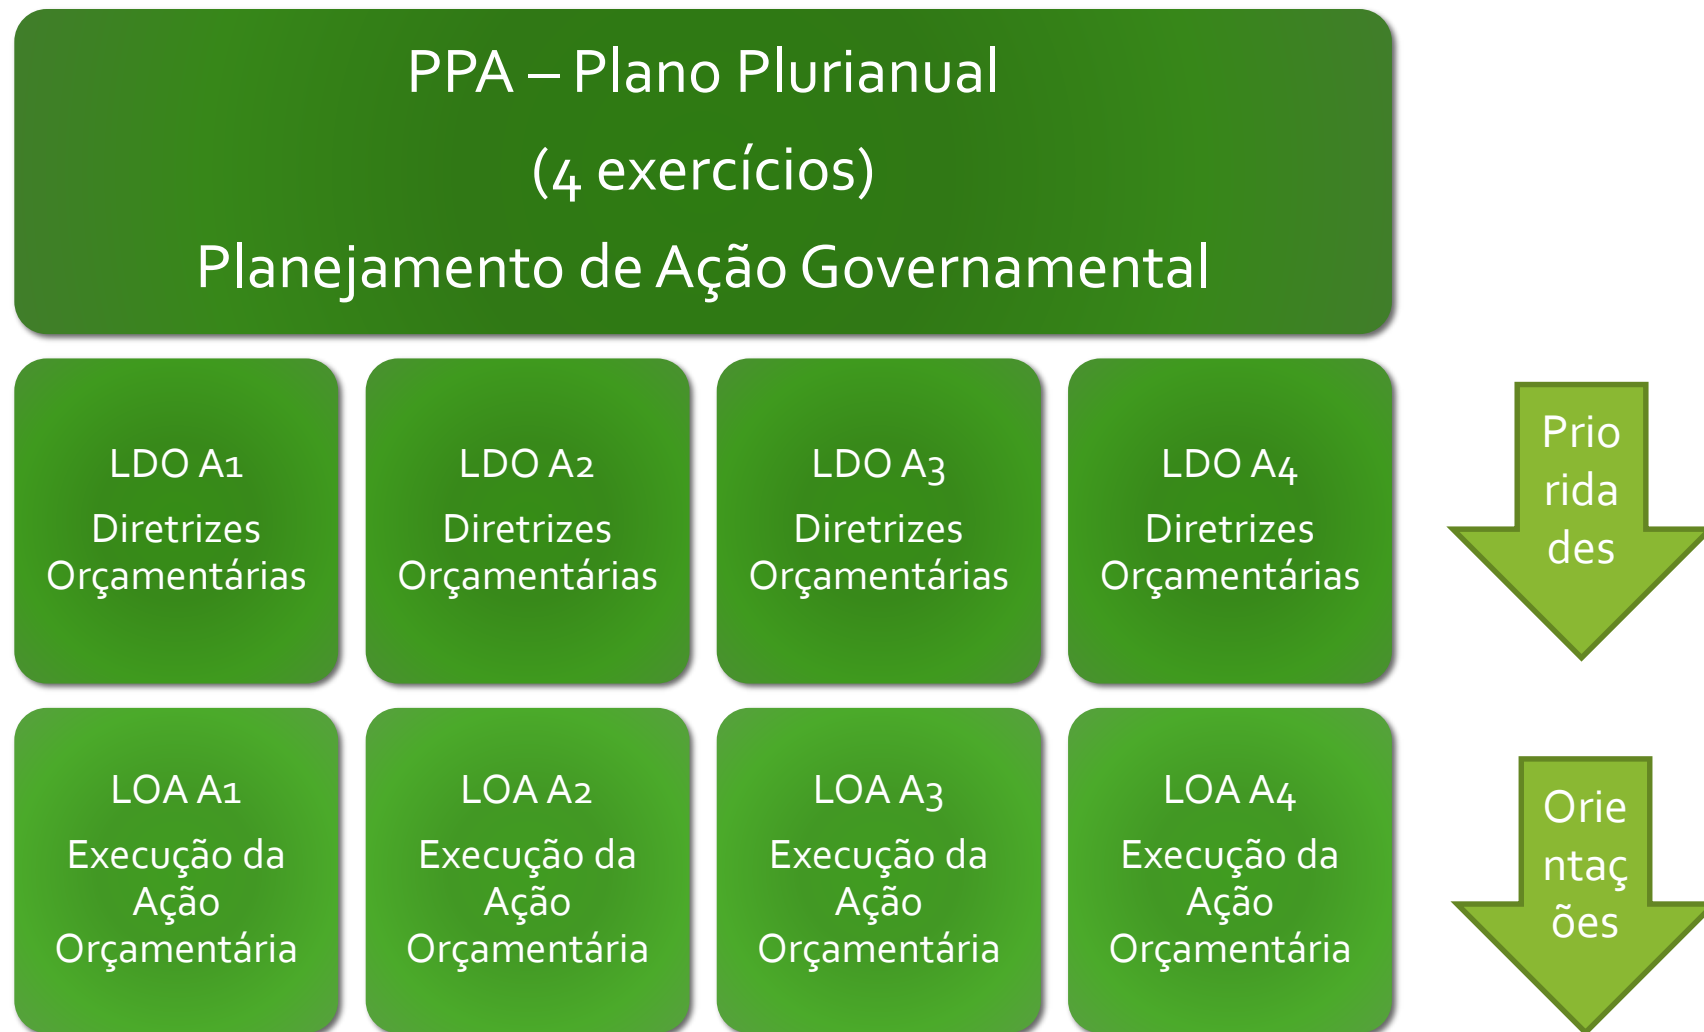 PPA – Plano Plurianual
(4 exercícios)
Planejamento de Ação Governamental
LDO A1
Diretrizes
Orçamentárias
LDO A2
Diretrizes
Orçamentárias
LDO A3
Diretrizes
Orçamentárias
LDO A4
Diretrizes
Orçamentárias
Prio
rida
des
LOA A1
Execução da
Ação
Orçamentária
LOA A2
Execução da
Ação
Orçamentária
LOA A3
Execução da
Ação
Orçamentária
LOA A4
Execução da
Ação
Orçamentária
Orie
ntaç
ões